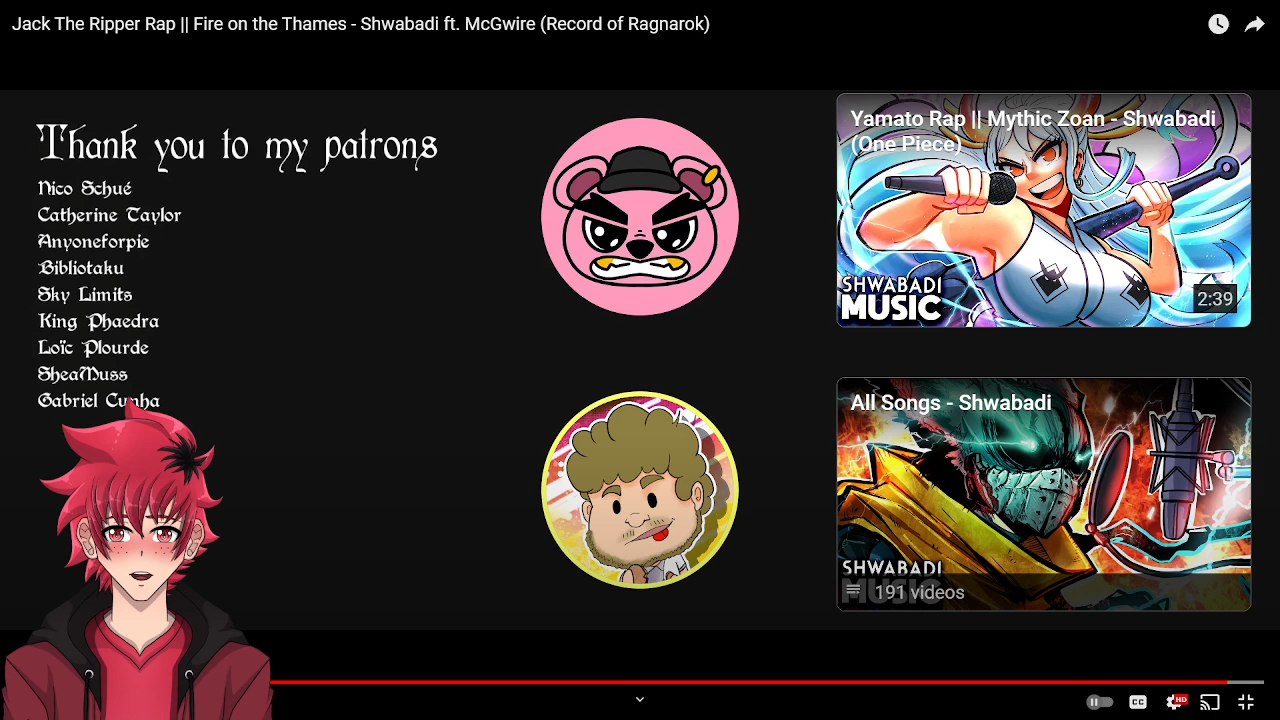 Jack The Ripper Rap || Fire on the Thames - Shwabadi ft. McGwire (Record of Ragnarok)
Thank you to my patrons
Nico Schué
Catherine Taylor
Anyoneforpie
Bibliotaku
Sky Limits
King Phaedra
Loïc Plourde
SheaMuss
Gabriel Cunha
Yamato Rap || Mythic Zoan - Shwabadi
(One Piece)
SHWABADI
MUSIC
2:39
All Songs - Shwabadi
SHWABADI
MUSIC
191 videos
CC
HD